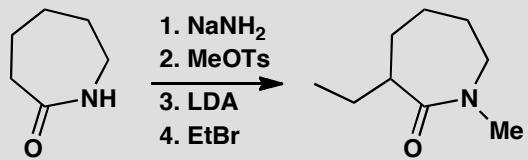 1. NaNH₂
2. MeOTs
3. LDA
4. EtBr
NH
O
N
Me
O